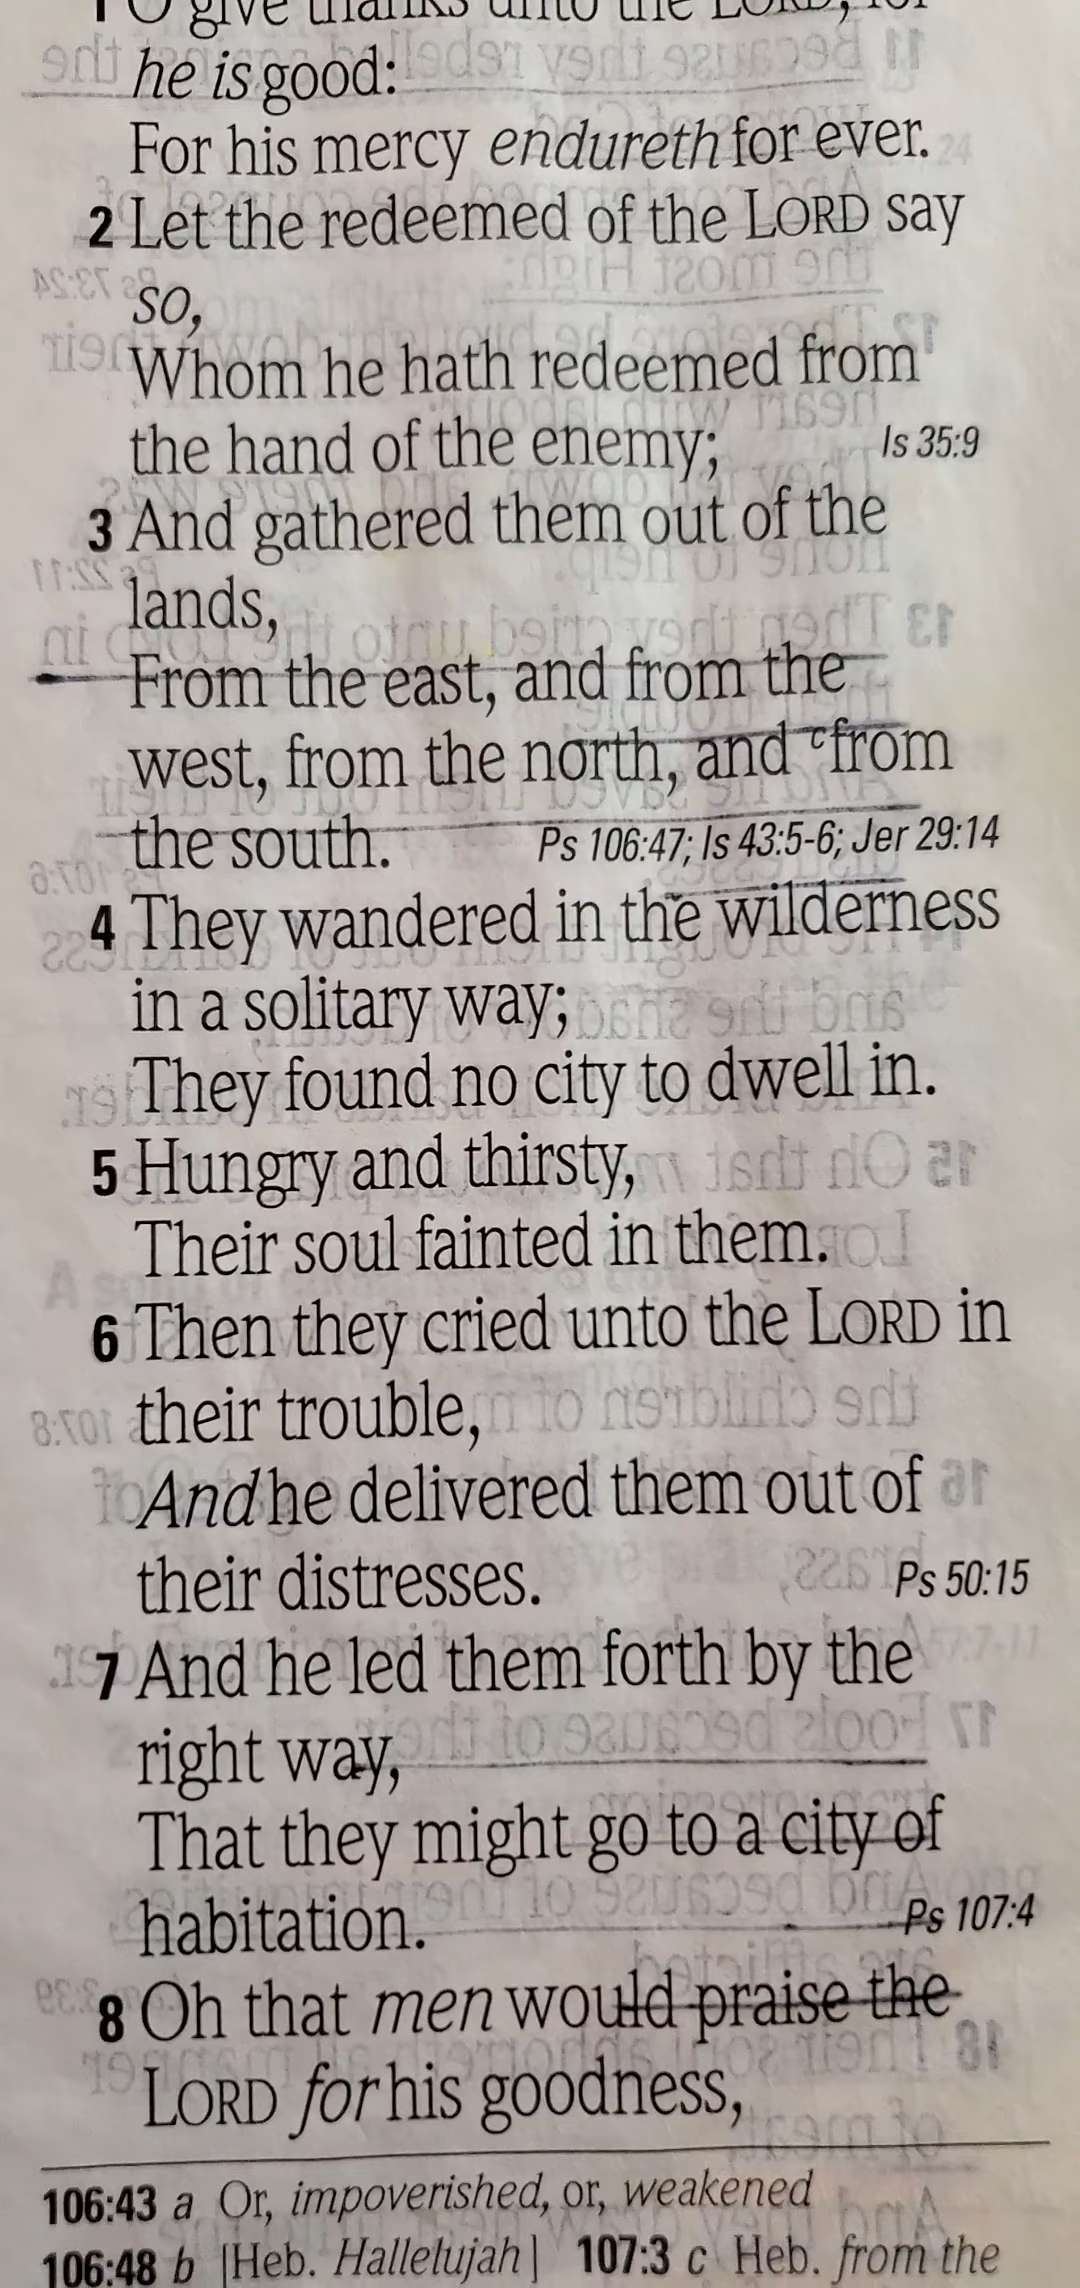 1 O give thanks unto the LORD, for
he is good:
For his mercy endureth for ever.
2 Let the redeemed of the LORD say
so,
Whom he hath redeemed from
the hand of the enemy; Is 35:9
3 And gathered them out of the
lands,
From the east, and from the
west, from the north, and c from
the south. Ps 106:47; Is 43:5-6; Jer 29:14
4 They wandered in the wilderness
in a solitary way;
They found no city to dwell in.
5 Hungry and thirsty,
Their soul fainted in them.
6 Then they cried unto the LORD in
their trouble,
And he delivered them out of
their distresses. Ps 50:15
7 And he led them forth by the
right way,
That they might go to a city of
habitation. Ps 107:4
8 Oh that men would praise the
LORD for his goodness,
106:43 a Or, impoverished, or, weakened
106:48 b |Heb. Hallelujah| 107:3 c Heb. from the